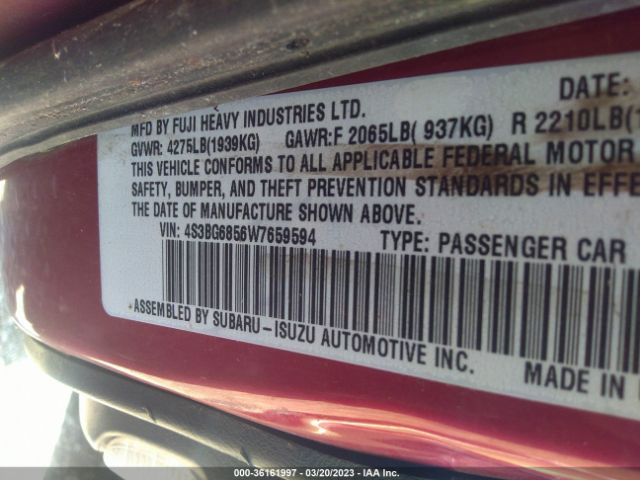 DATE:
MFD BY FUJI HEAVY INDUSTRIES LTD.
GVWR: 4275LB(1939KG) GAWR:F 2065LB( 937KG) R 2210LB(
THIS VEHICLE CONFORMS TO ALL APPLICABLE FEDERAL MOTOR
SAFETY, BUMPER, AND THEFT PREVENTION STANDARDS IN EFFE
THE DATE OF MANUFACTURE SHOWN ABOVE.
VIN: 4S3BG6856W7659594 TYPE: PASSENGER CAR
*ASSEMBLED BY SUBARU-ISUZU AUTOMOTIVE INC.
MADE IN
000-36161997 - 03/20/2023 - IAA Inc.